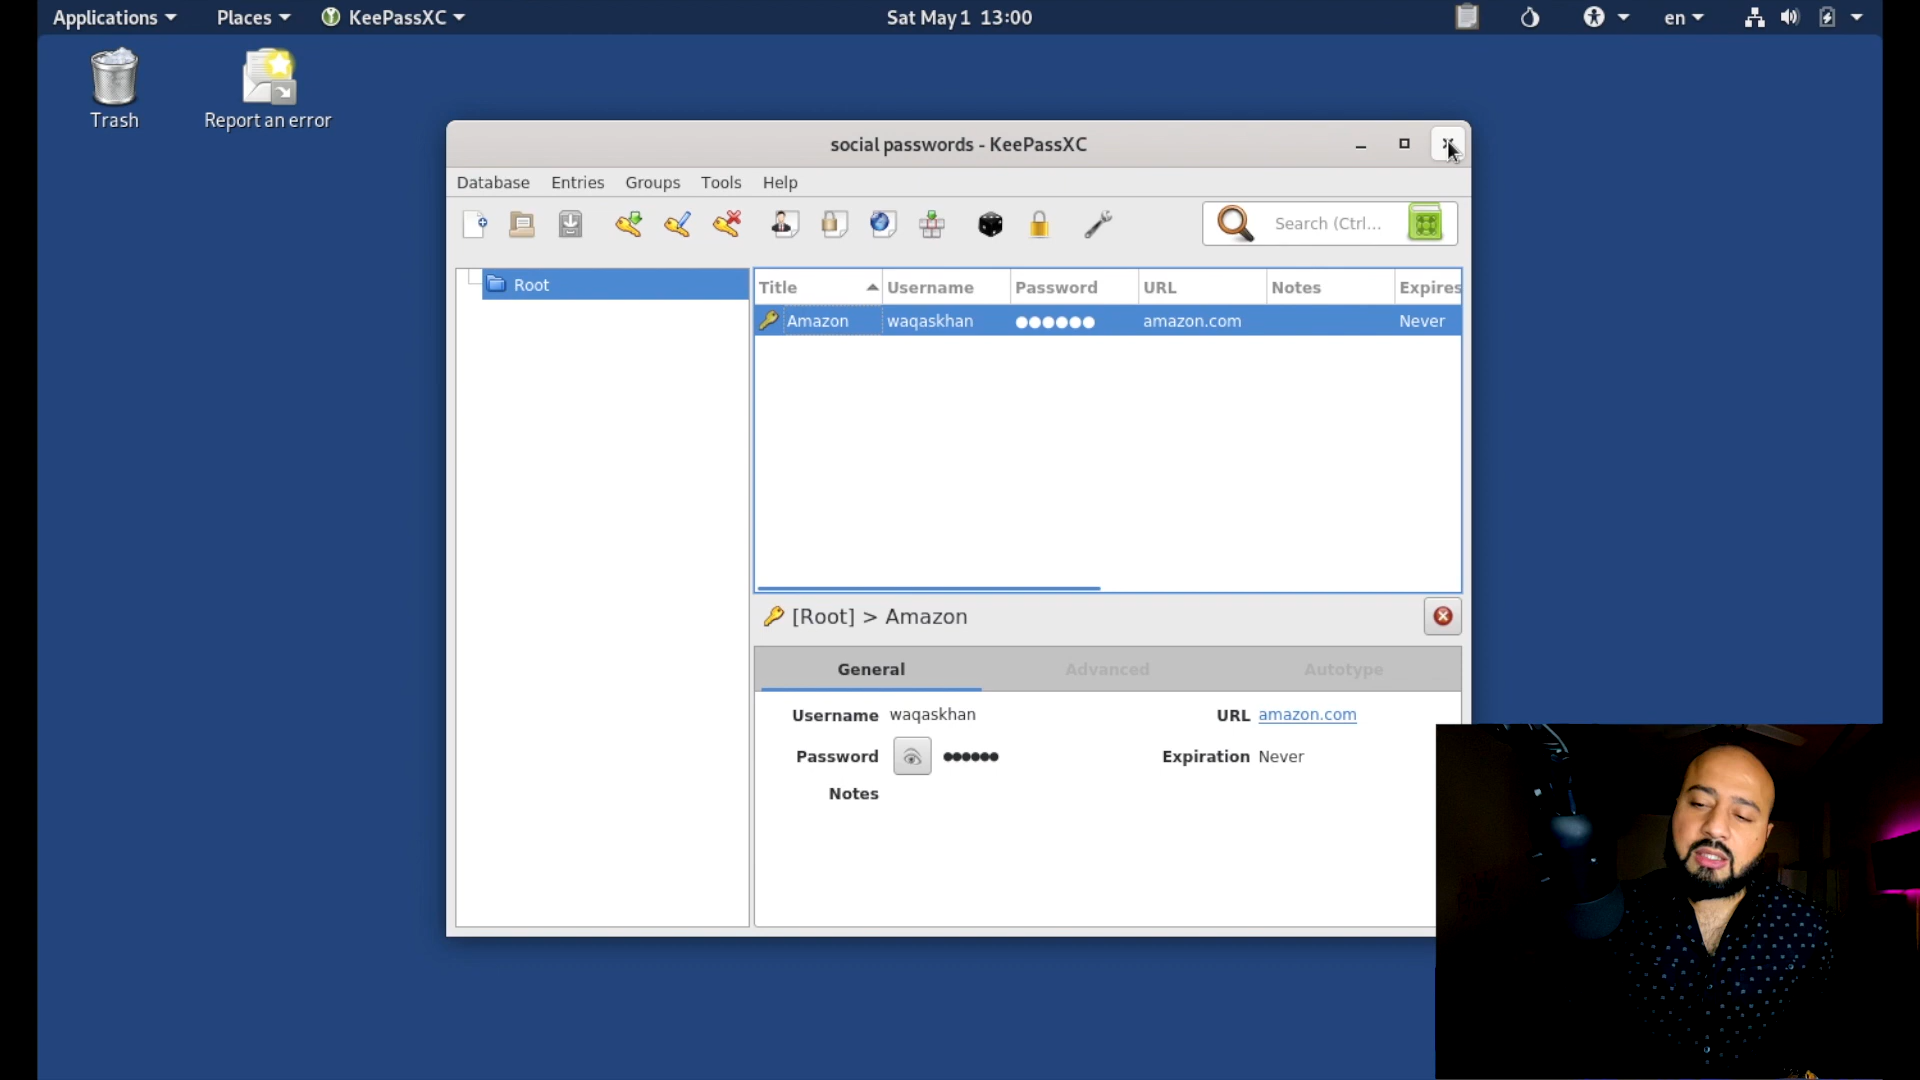 Applications Places KeePassXC Sat May 1 13:00 en
Trash
Report an error
social passwords - KeePassXC
Database Entries Groups Tools Help
Search (Ctrl...
Root
Title Username Password URL Notes Expires
Amazon waqaskhan ●●●●●● amazon.com Never
[Root] > Amazon
General Advanced Autotype
Username waqaskhan URL amazon.com
Password ●●●●●● Expiration Never
Notes